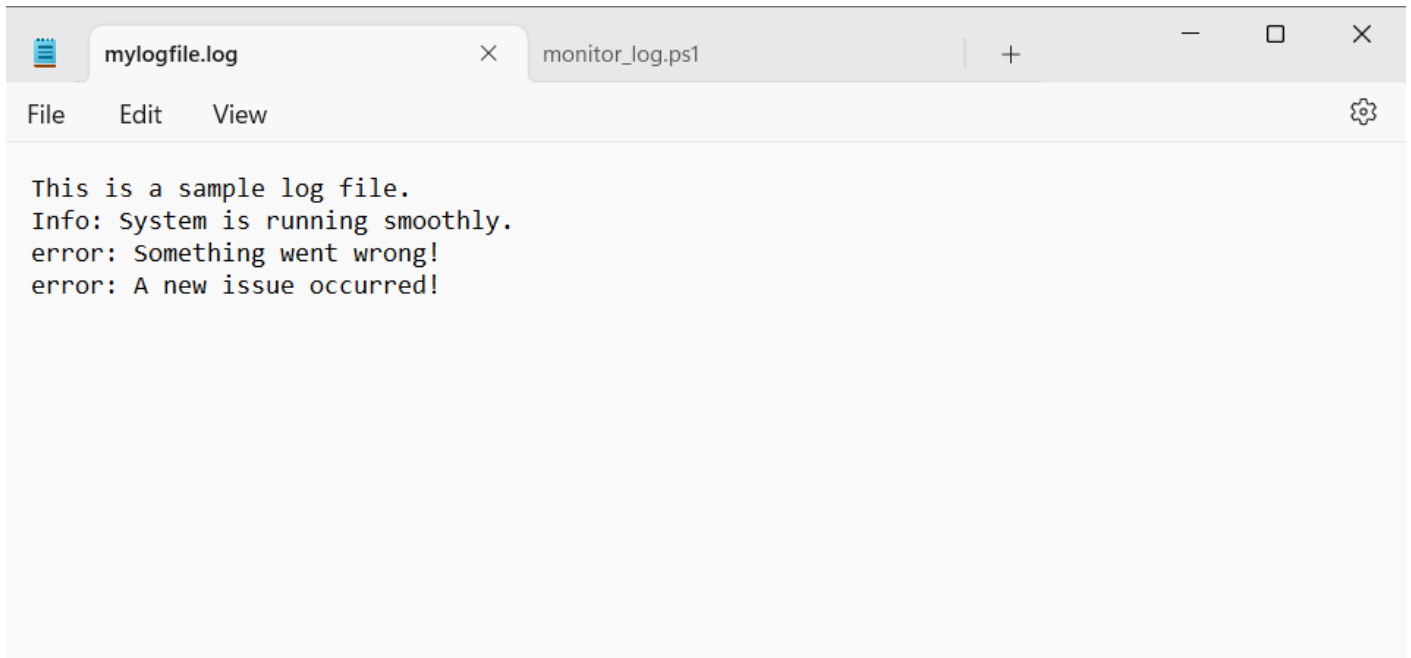 mylogfile.log
monitor_log.ps1
File Edit View
This is a sample log file.
Info: System is running smoothly.
error: Something went wrong!
error: A new issue occurred!